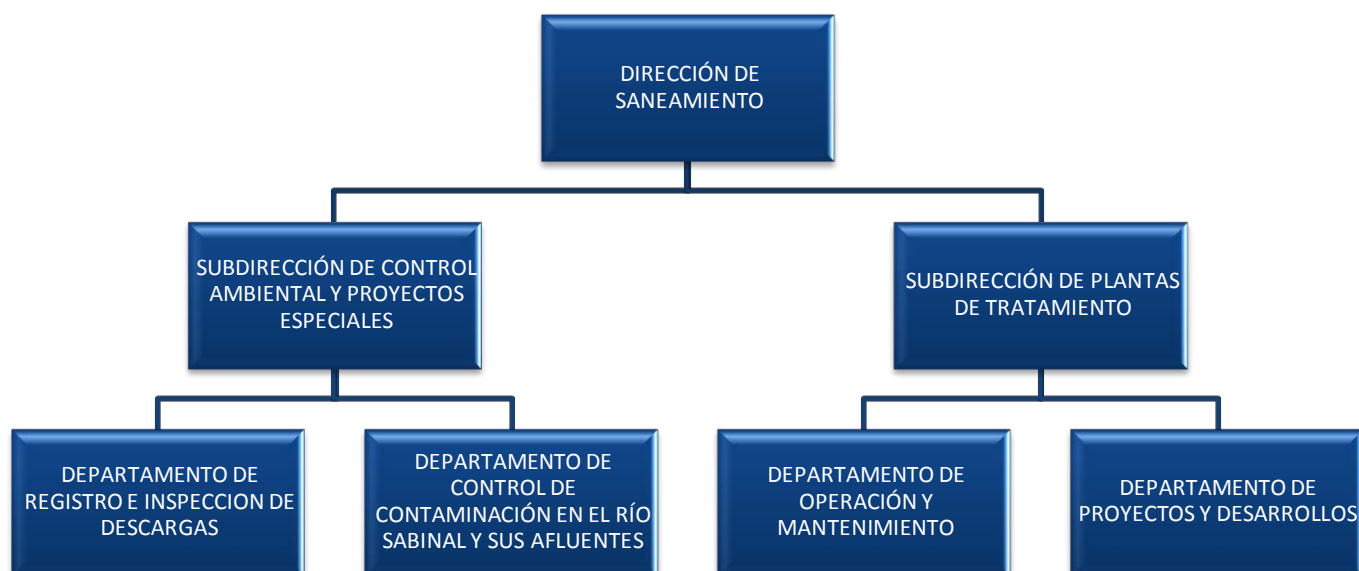 DIRECCIÓN DE
SANEAMIENTO
SUBDIRECCIÓN DE CONTROL
AMBIENTAL Y PROYECTOS
ESPECIALES
SUBDIRECCIÓN DE PLANTAS
DE TRATAMIENTO
DEPARTAMENTO DE
REGISTRO E INSPECCION DE
DESCARGAS
DEPARTAMENTO DE
CONTROL DE
CONTAMINACIÓN EN EL RÍO
SABINAL Y SUS AFLUENTES
DEPARTAMENTO DE
OPERACIÓN Y
MANTENIMIENTO
DEPARTAMENTO DE
PROYECTOS Y DESARROLLOS